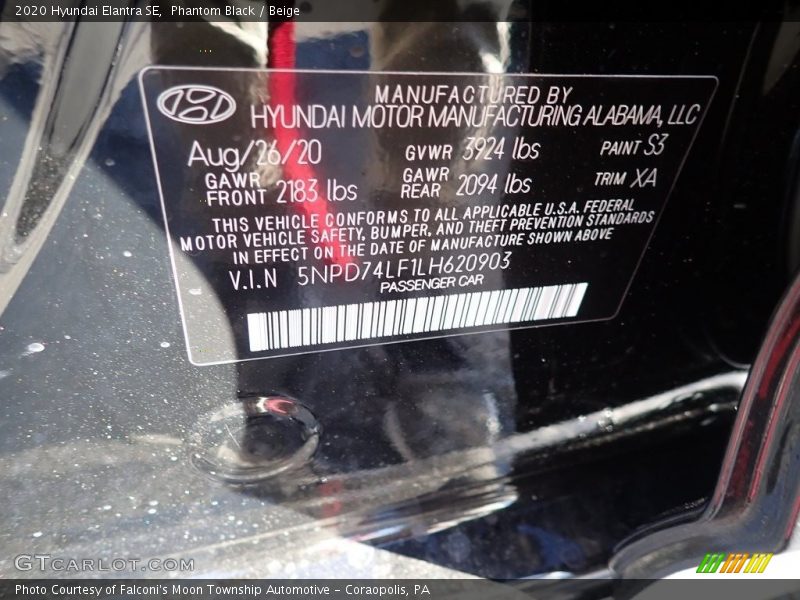 2020 Hyundai Elantra SE, Phantom Black / Beige
MANUFACTURED BY
HYUNDAI MOTOR MANUFACTURING ALABAMA, LLC
Aug/26/20 GVWR 3924 lbs PAINT S3
GAWR FRONT 2183 lbs GAWR REAR 2094 lbs TRIM XA
THIS VEHICLE CONFORMS TO ALL APPLICABLE U.S.A. FEDERAL
MOTOR VEHICLE SAFETY, BUMPER, AND THEFT PREVENTION STANDARDS
IN EFFECT ON THE DATE OF MANUFACTURE SHOWN ABOVE
V.I.N 5NPD74LF1LH620903
PASSENGER CAR
GTCARLOT.COM
Photo Courtesy of Falconi's Moon Township Automotive - Coraopolis, PA